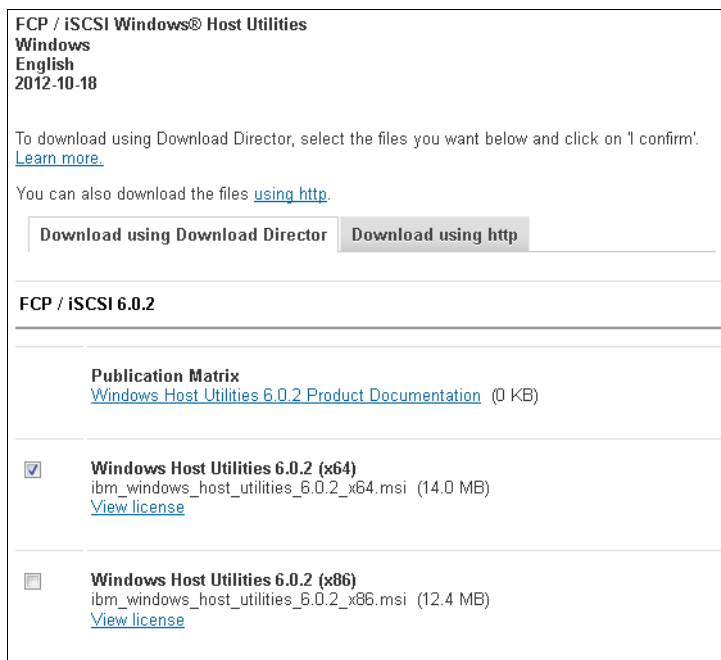 FCP / iSCSI Windows® Host Utilities
Windows
English
2012-10-18
To download using Download Director, select the files you want below and click on 'I confirm'.
Learn more.
You can also download the files using http.
Download using Download Director
Download using http
FCP / iSCSI 6.0.2
Publication Matrix
Windows Host Utilities 6.0.2 Product Documentation (0 KB)
Windows Host Utilities 6.0.2 (x64)
ibm_windows_host_utilities_6.0.2_x64.msi (14.0 MB)
View license
Windows Host Utilities 6.0.2 (x86)
ibm_windows_host_utilities_6.0.2_x86.msi (12.4 MB)
View license